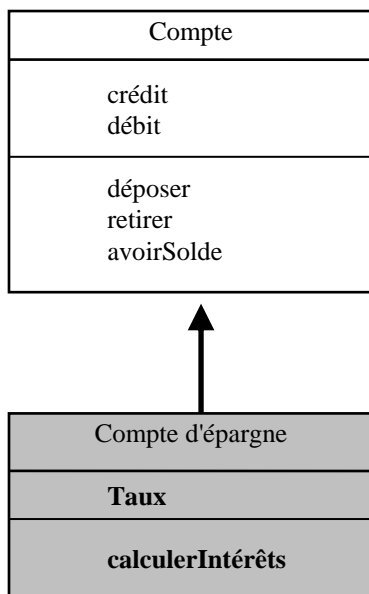 Compte
crédit
débit
déposer
retirer
avoirSolde
Compte d'épargne
Taux
calculerIntérêts